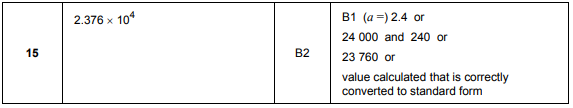 15
2.376 × 10⁴
B2
B1 (a =) 2.4 or
24 000 and 240 or
23 760 or
value calculated that is correctly
converted to standard form